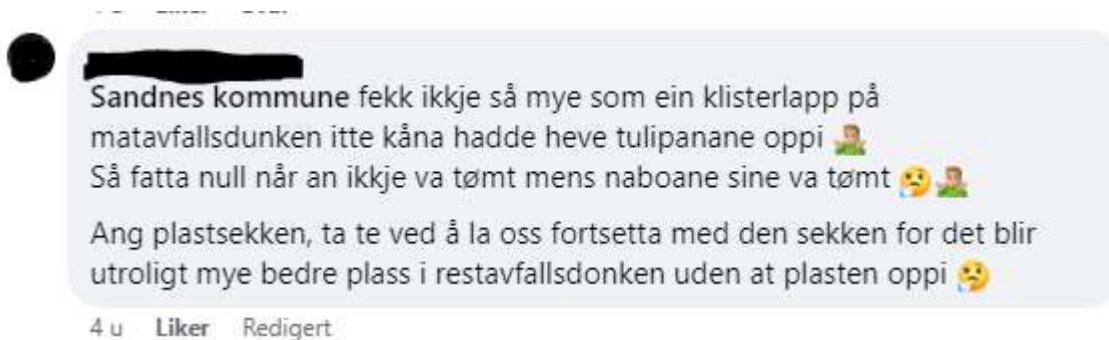 Sandnes kommune fekk ikkje så mye som ein klisterlapp på
matavfallsdunken itte kåna hadde heve tulipanane oppi 🤷🏼‍♂️
Så fatta null når an ikkje va tømt mens naboane sine va tømt 🤔🤷🏼‍♂️
Ang plastsekken, ta te ved å la oss fortsetta med den sekken for det blir
utroligt mye bedre plass i restavfallsdonken uden at plasten oppi 🤔
4 u Liker Redigert